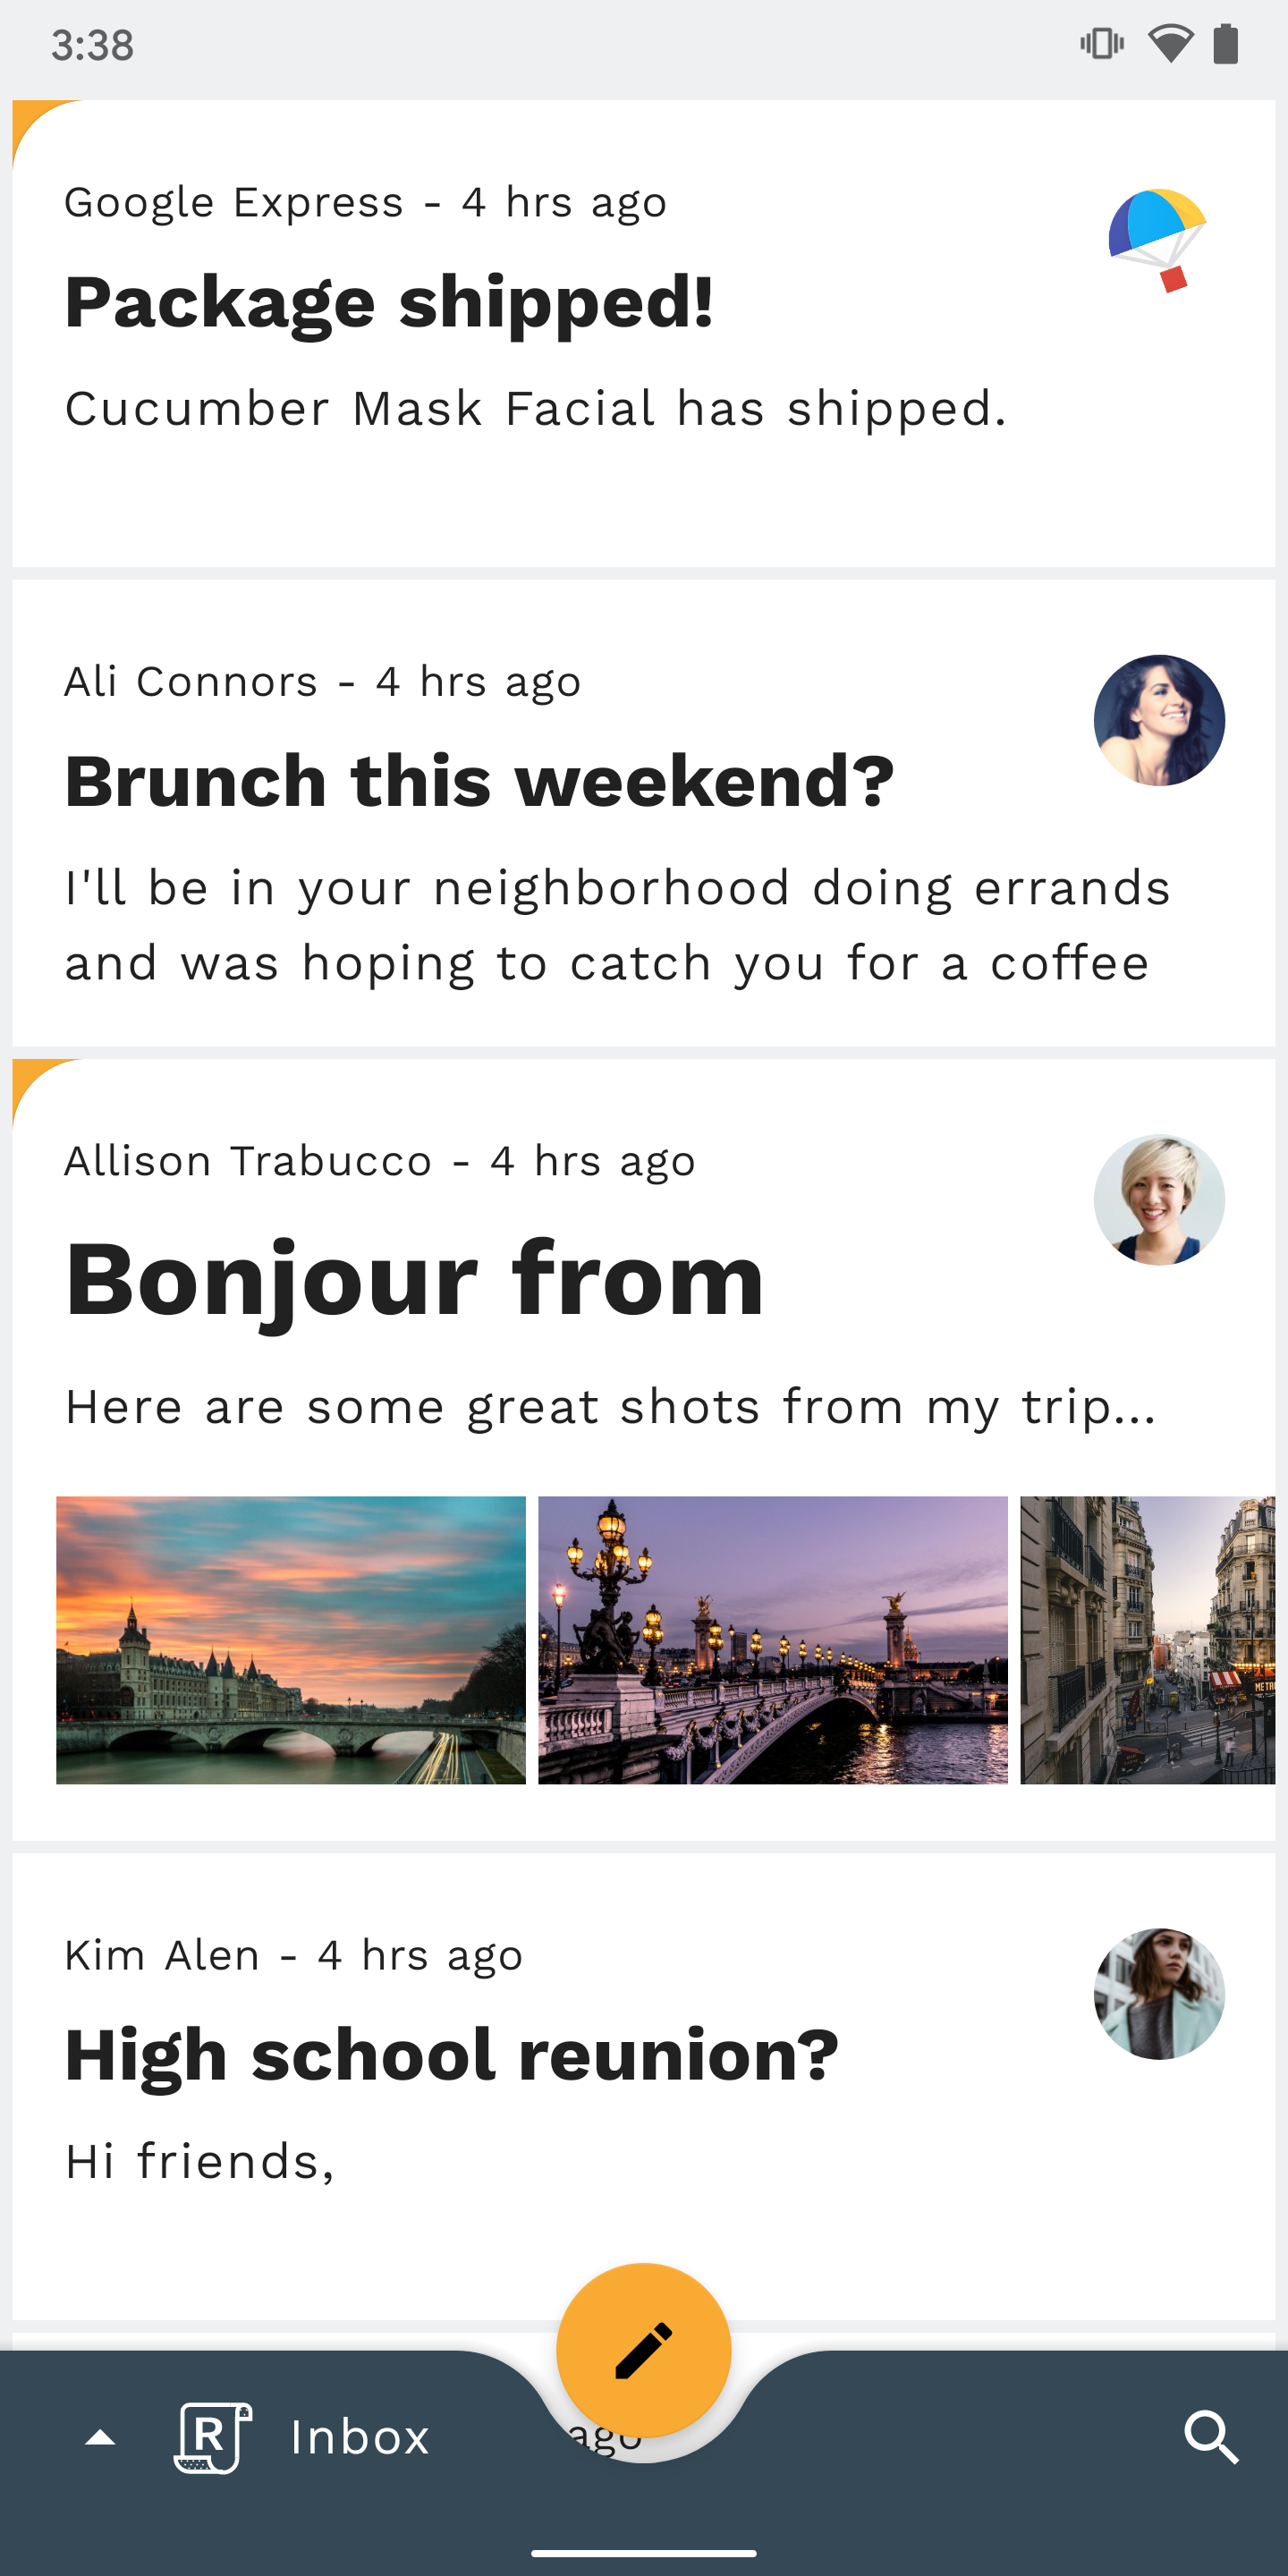 3:38
Google Express - 4 hrs ago
Package shipped!
Cucumber Mask Facial has shipped.
Ali Connors - 4 hrs ago
Brunch this weekend?
I'll be in your neighborhood doing errands
and was hoping to catch you for a coffee
Allison Trabucco - 4 hrs ago
Bonjour from
Here are some great shots from my trip...
Kim Alen - 4 hrs ago
High school reunion?
Hi friends,
R Inbox
ago